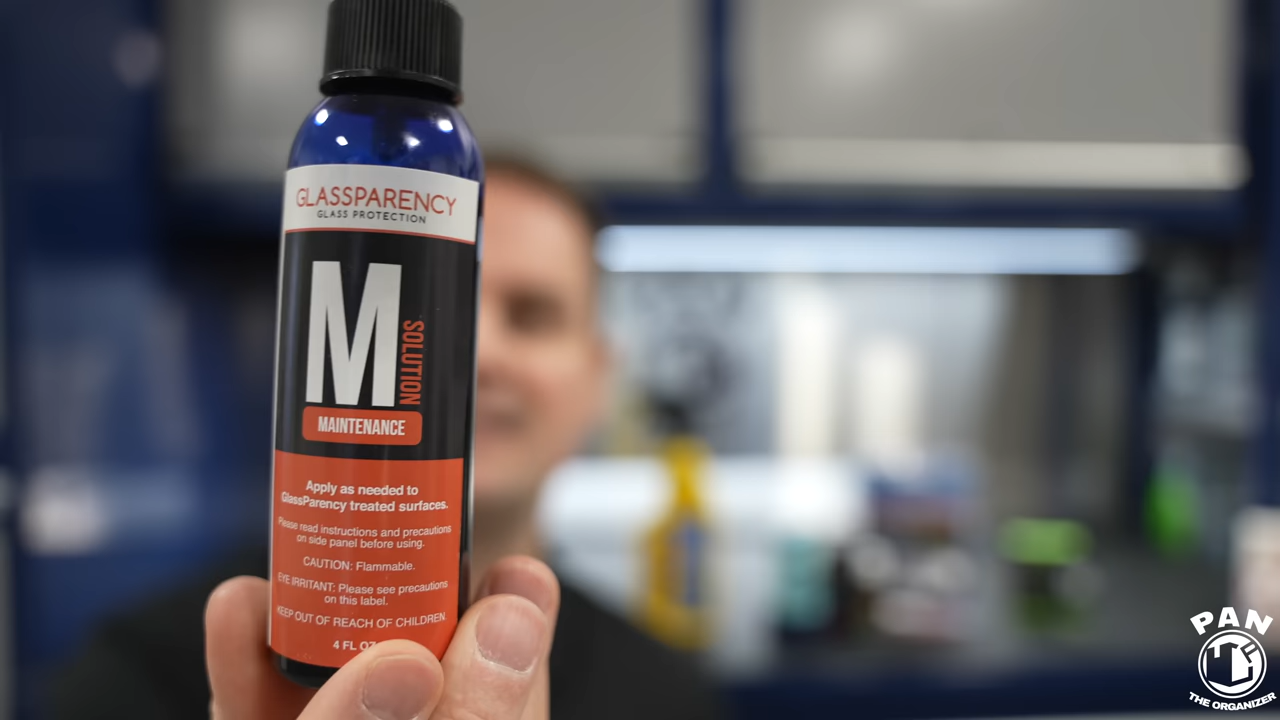 GLASSPARENCY
GLASS PROTECTION
M
SOLUTION
MAINTENANCE
Apply as needed to
GlassParency treated surfaces.
Please read instructions and precautions
on side panel before using.
CAUTION: Flammable.
EYE IRRITANT: Please see precautions
on this label.
KEEP OUT OF REACH OF CHILDREN.
4 FL OZ
PAN
THE ORGANIZER